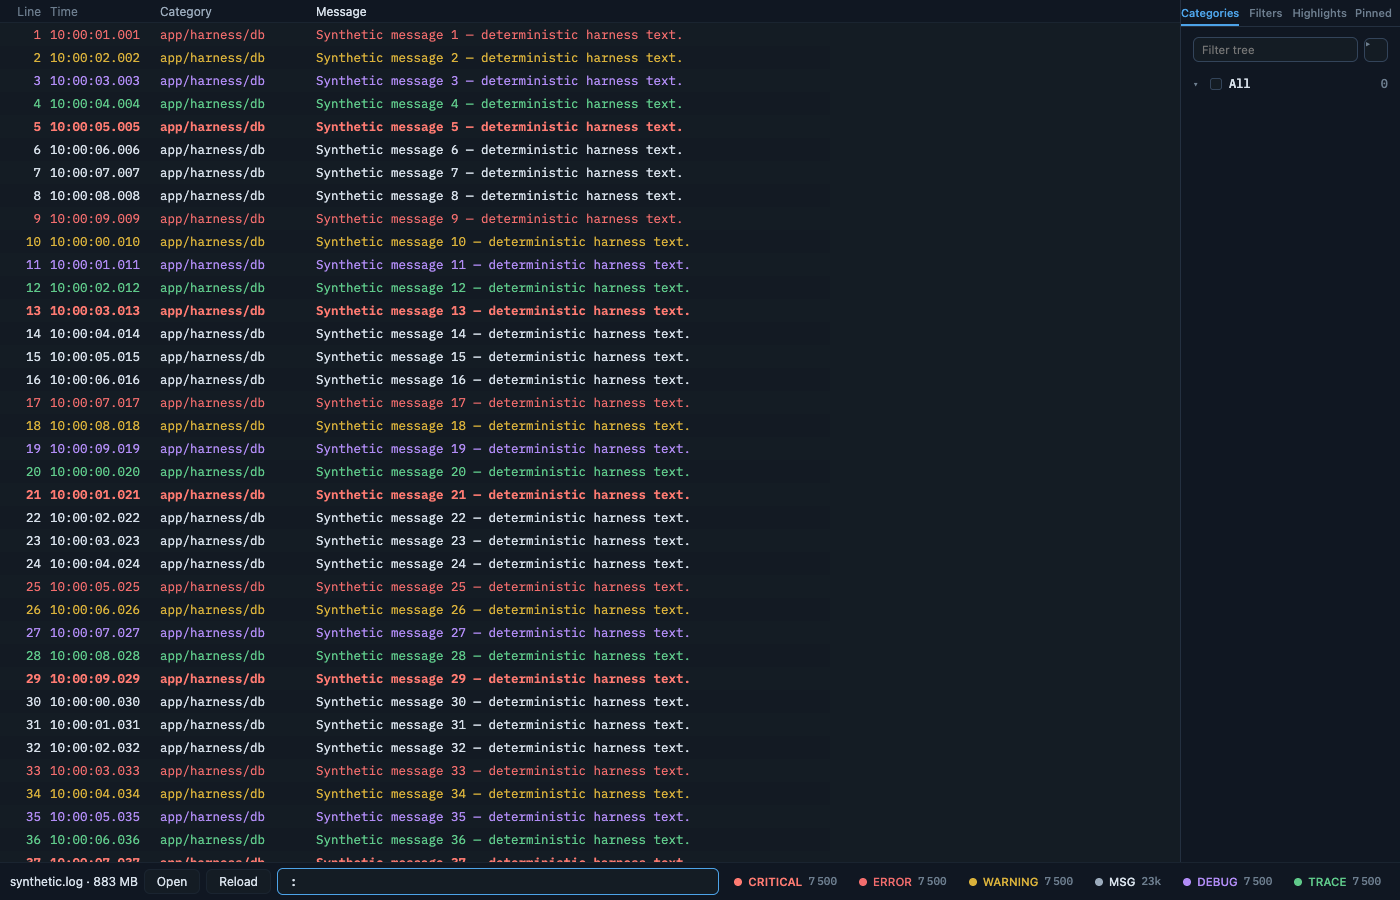 Line Time Category Message
1 10:00:01.001 app/harness/db Synthetic message 1 — deterministic harness text.
2 10:00:02.002 app/harness/db Synthetic message 2 — deterministic harness text.
3 10:00:03.003 app/harness/db Synthetic message 3 — deterministic harness text.
4 10:00:04.004 app/harness/db Synthetic message 4 — deterministic harness text.
5 10:00:05.005 app/harness/db Synthetic message 5 — deterministic harness text.
6 10:00:06.006 app/harness/db Synthetic message 6 — deterministic harness text.
7 10:00:07.007 app/harness/db Synthetic message 7 — deterministic harness text.
8 10:00:08.008 app/harness/db Synthetic message 8 — deterministic harness text.
9 10:00:09.009 app/harness/db Synthetic message 9 — deterministic harness text.
10 10:00:00.010 app/harness/db Synthetic message 10 — deterministic harness text.
11 10:00:01.011 app/harness/db Synthetic message 11 — deterministic harness text.
12 10:00:02.012 app/harness/db Synthetic message 12 — deterministic harness text.
13 10:00:03.013 app/harness/db Synthetic message 13 — deterministic harness text.
14 10:00:04.014 app/harness/db Synthetic message 14 — deterministic harness text.
15 10:00:05.015 app/harness/db Synthetic message 15 — deterministic harness text.
16 10:00:06.016 app/harness/db Synthetic message 16 — deterministic harness text.
17 10:00:07.017 app/harness/db Synthetic message 17 — deterministic harness text.
18 10:00:08.018 app/harness/db Synthetic message 18 — deterministic harness text.
19 10:00:09.019 app/harness/db Synthetic message 19 — deterministic harness text.
20 10:00:00.020 app/harness/db Synthetic message 20 — deterministic harness text.
21 10:00:01.021 app/harness/db Synthetic message 21 — deterministic harness text.
22 10:00:02.022 app/harness/db Synthetic message 22 — deterministic harness text.
23 10:00:03.023 app/harness/db Synthetic message 23 — deterministic harness text.
24 10:00:04.024 app/harness/db Synthetic message 24 — deterministic harness text.
25 10:00:05.025 app/harness/db Synthetic message 25 — deterministic harness text.
26 10:00:06.026 app/harness/db Synthetic message 26 — deterministic harness text.
27 10:00:07.027 app/harness/db Synthetic message 27 — deterministic harness text.
28 10:00:08.028 app/harness/db Synthetic message 28 — deterministic harness text.
29 10:00:09.029 app/harness/db Synthetic message 29 — deterministic harness text.
30 10:00:00.030 app/harness/db Synthetic message 30 — deterministic harness text.
31 10:00:01.031 app/harness/db Synthetic message 31 — deterministic harness text.
32 10:00:02.032 app/harness/db Synthetic message 32 — deterministic harness text.
33 10:00:03.033 app/harness/db Synthetic message 33 — deterministic harness text.
34 10:00:04.034 app/harness/db Synthetic message 34 — deterministic harness text.
35 10:00:05.035 app/harness/db Synthetic message 35 — deterministic harness text.
36 10:00:06.036 app/harness/db Synthetic message 36 — deterministic harness text.
37 10:00:07.037 app/harness/db Synthetic message 37 — deterministic harness text.
Categories Filters Highlights Pinned
Filter tree
All 0
synthetic.log · 883 MB Open Reload : CRITICAL 7 500 ERROR 7 500 WARNING 7 500 MSG 23k DEBUG 7 500 TRACE 7 500